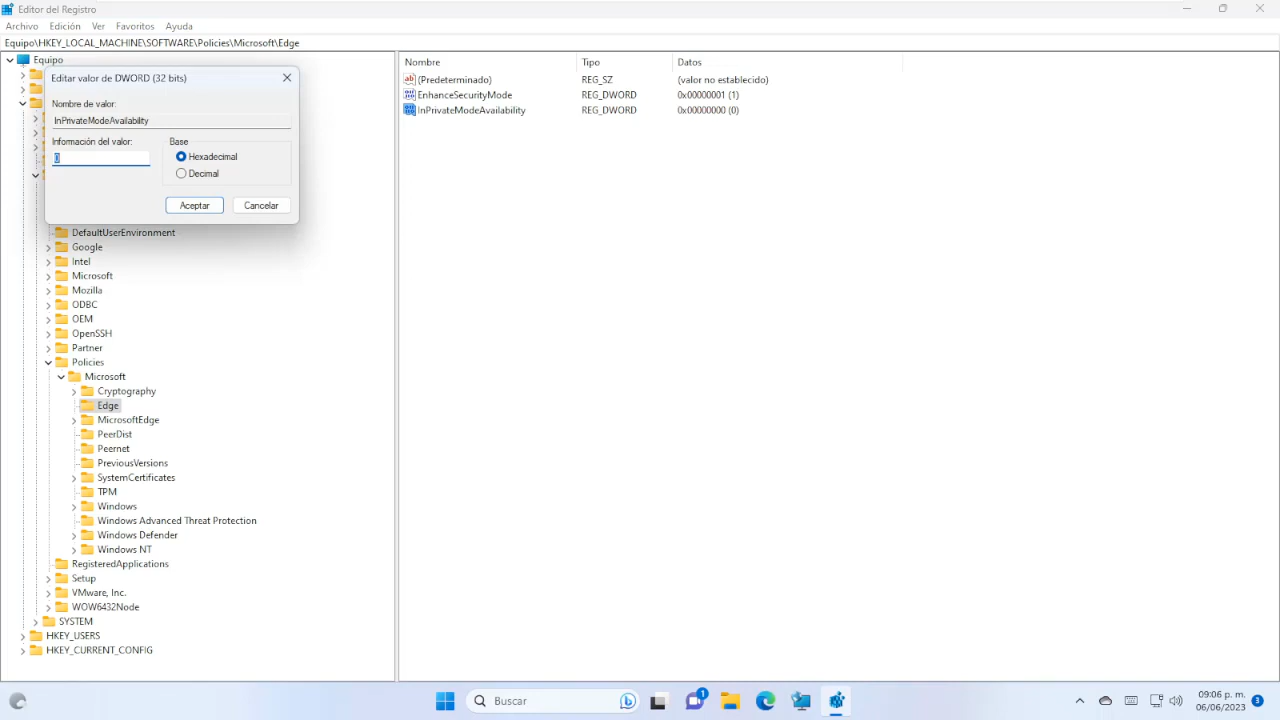 Editor del Registro
Archivo Edición Ver Favoritos Ayuda
Equipo\HKEY_LOCAL_MACHINE\SOFTWARE\Policies\Microsoft\Edge
Equipo
Editar valor de DWORD (32 bits)
Nombre de valor:
InPrivateModeAvailability
Información del valor:
0
Base
Hexadecimal
Decimal
Aceptar
Cancelar
DefaultUserEnvironment
Google
Intel
Microsoft
Mozilla
ODBC
OEM
OpenSSH
Partner
Policies
Microsoft
Cryptography
Edge
MicrosoftEdge
PeerDist
Peernet
PreviousVersions
SystemCertificates
TPM
Windows
Windows Advanced Threat Protection
Windows Defender
Windows NT
RegisteredApplications
Setup
VMware, Inc.
WOW6432Node
SYSTEM
HKEY_USERS
HKEY_CURRENT_CONFIG
Nombre Tipo Datos
ab (Predeterminado) REG_SZ (valor no establecido)
EnhanceSecurityMode REG_DWORD 0x00000001 (1)
InPrivateModeAvailability REG_DWORD 0x00000000 (0)
Buscar
1
09:06 p. m.
06/06/2023
3